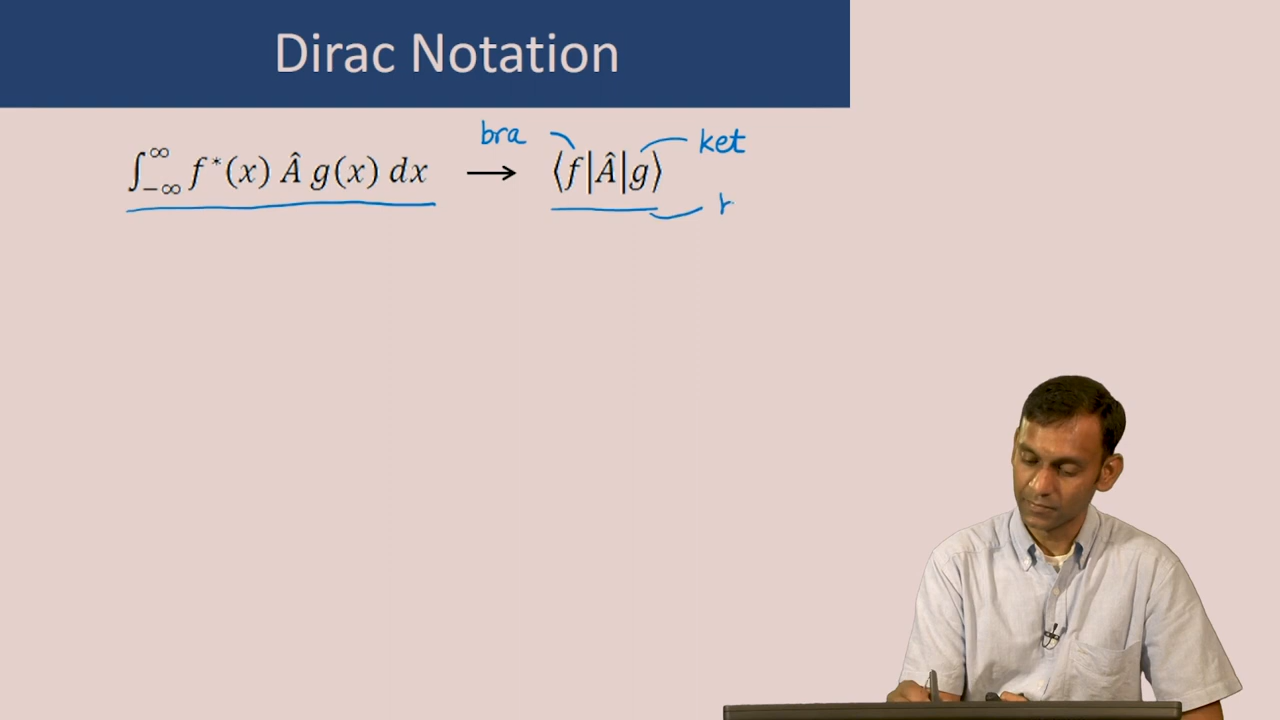 Dirac Notation
bra
ket
∫_{-∞}^{∞} f*(x) Â g(x) dx → ⟨f|Â|g⟩